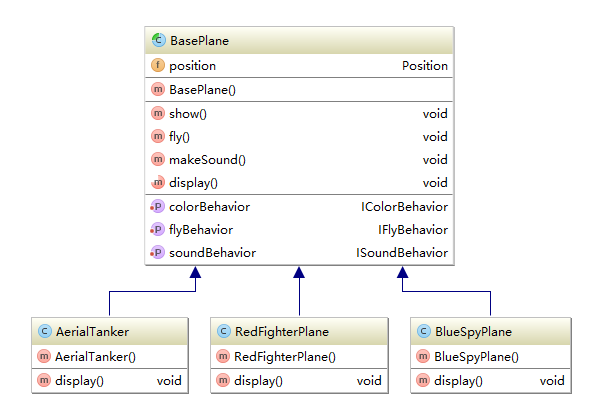 C BasePlane
f position Position
m BasePlane()
m show() void
m fly() void
m makeSound() void
m display() void
P colorBehavior IColorBehavior
P flyBehavior IFlyBehavior
P soundBehavior ISoundBehavior
C AerialTanker
m AerialTanker()
m display() void
C RedFighterPlane
m RedFighterPlane()
m display() void
C BlueSpyPlane
m BlueSpyPlane()
m display() void